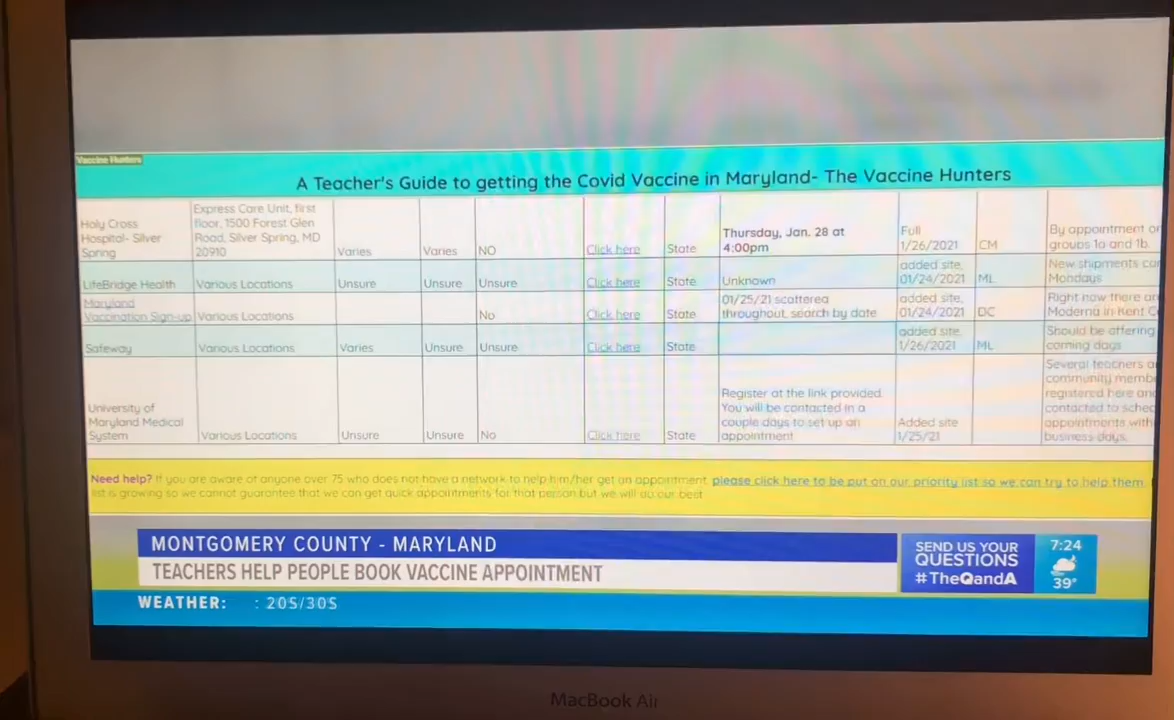 Vaccine Hunters
A Teacher's Guide to getting the Covid Vaccine in Maryland- The Vaccine Hunters
Holy Cross
Hospital- Silver
Spring
Express Care Unit, first
floor, 1500 Forest Glen
Road, Silver Spring, MD
20910
Varies
Varies
NO
Click here
State
Thursday, Jan. 28 at
4:00pm
Full
1/26/2021
CM
By appointment or
groups 1a and 1b.
LifeBridge Health
Various Locations
Unsure
Unsure
Unsure
Click here
State
Unknown
added site,
01/24/2021
ML
New shipments
Mondays
Maryland
Vaccination Sign-up
Various Locations
No
Click here
State
01/25/21 scattered
throughout, search by date
added site,
01/24/2021
DC
Right now there
Moderna in Kent
Safeway
Various Locations
Varies
Unsure
Unsure
Click here
State
added site
1/26/2021
ML
Should be offering
coming days
University of
Maryland Medical
System
Various Locations
Unsure
Unsure
No
Click here
State
Register at the link provided.
You will be contacted in a
couple days to set up an
appointment
Added site
1/25/21
Several teachers
community
registered here
contacted to
appointments
business days.
Need help? If you are aware of anyone over 75 who does not have a network to help him/her get an appointment, please click here to be put on our priority list so we can try to help them.
list is growing so we cannot guarantee that we can get quick appointments for that person but we will do our best
MONTGOMERY COUNTY - MARYLAND
TEACHERS HELP PEOPLE BOOK VACCINE APPOINTMENT
SEND US YOUR
QUESTIONS
#TheQandA
7:24
39°
WEATHER: : 20S/30S
MacBook Air